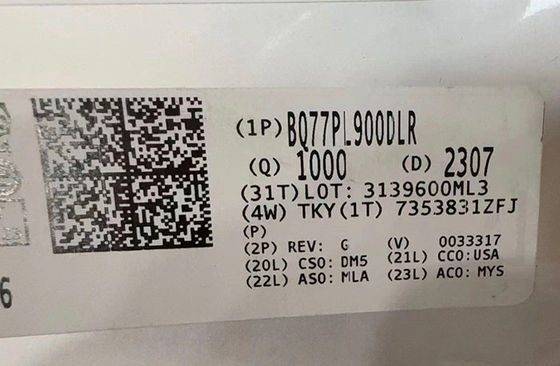 (1P) BQ77PL900DLR
(Q) 1000 (D) 2307
(31T) LOT: 3139600ML3
(4W) TKY (1T) 7353831ZFJ
(P)
(2P) REV: G (V) 0033317
(20L) CSO: DM5 (21L) CCO: USA
(22L) ASO: MLA (23L) ACO: MYS
6